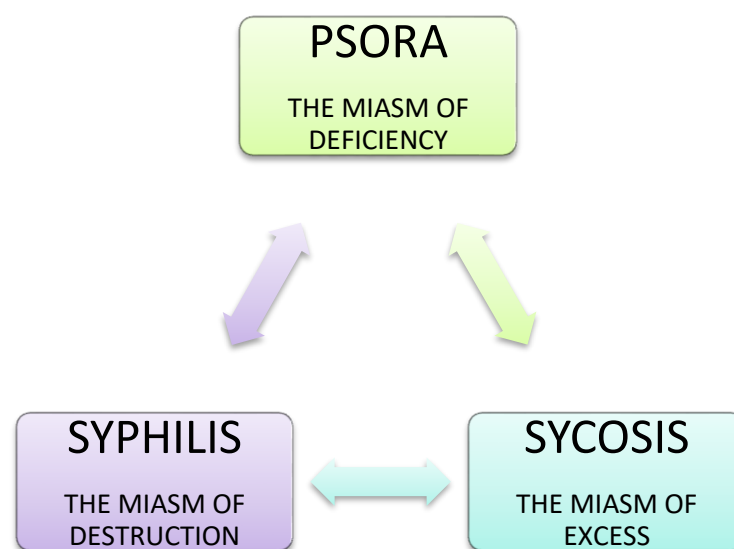 PSORA
THE MIASM OF
DEFICIENCY
SYPHILIS
THE MIASM OF
DESTRUCTION
SYCOSIS
THE MIASM OF
EXCESS